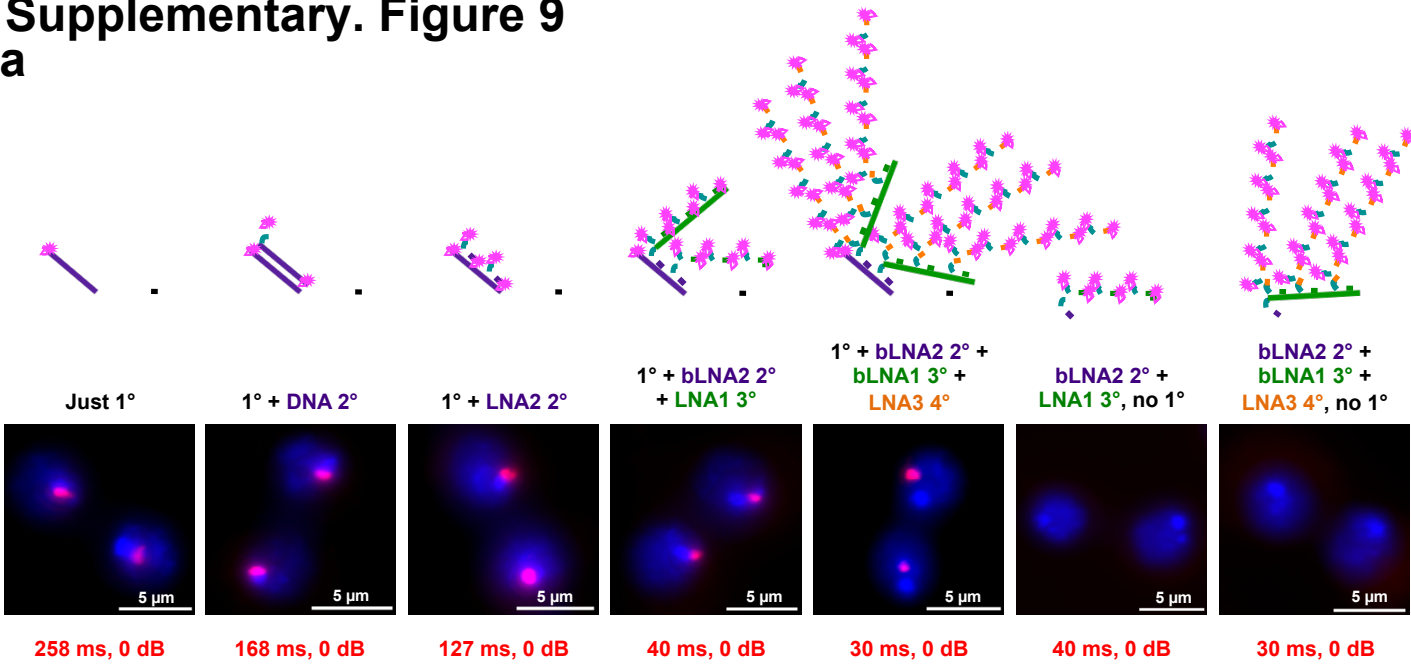 Supplementary. Figure 9
a
Just 1°
1° + DNA 2°
1° + LNA2 2°
1° + bLNA2 2°
+ LNA1 3°
1° + bLNA2 2° +
bLNA1 3° +
LNA3 4°
bLNA2 2° +
LNA1 3°, no 1°
bLNA2 2° +
bLNA1 3° +
LNA3 4°, no 1°
5 µm
5 µm
5 µm
5 µm
5 µm
5 µm
5 µm
258 ms, 0 dB
168 ms, 0 dB
127 ms, 0 dB
40 ms, 0 dB
30 ms, 0 dB
40 ms, 0 dB
30 ms, 0 dB